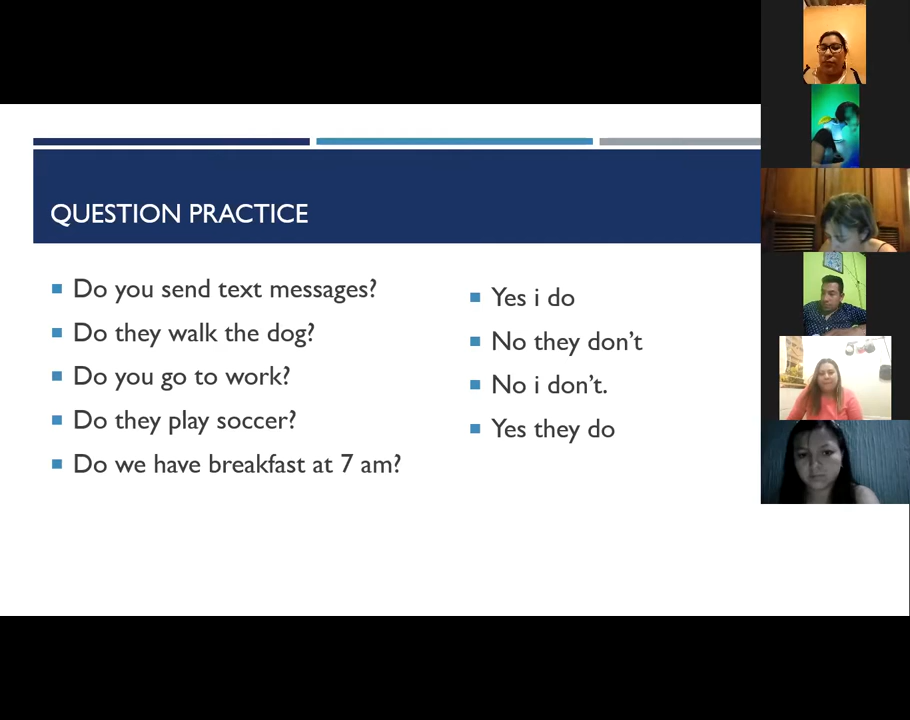 QUESTION PRACTICE
Do you send text messages?
Do they walk the dog?
Do you go to work?
Do they play soccer?
Do we have breakfast at 7 am?
Yes i do
No they don't
No i don't.
Yes they do